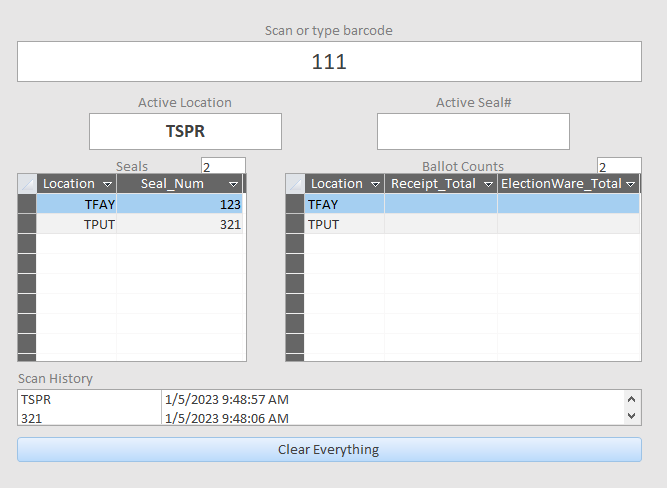 Scan or type barcode
111
Active Location Active Seal#
TSPR
Seals 2 Ballot Counts 2
Location Seal_Num Location Receipt_Total ElectionWare_Total
TFAY 123 TFAY
TPUT 321 TPUT
Scan History
TSPR 1/5/2023 9:48:57 AM
321 1/5/2023 9:48:06 AM
Clear Everything